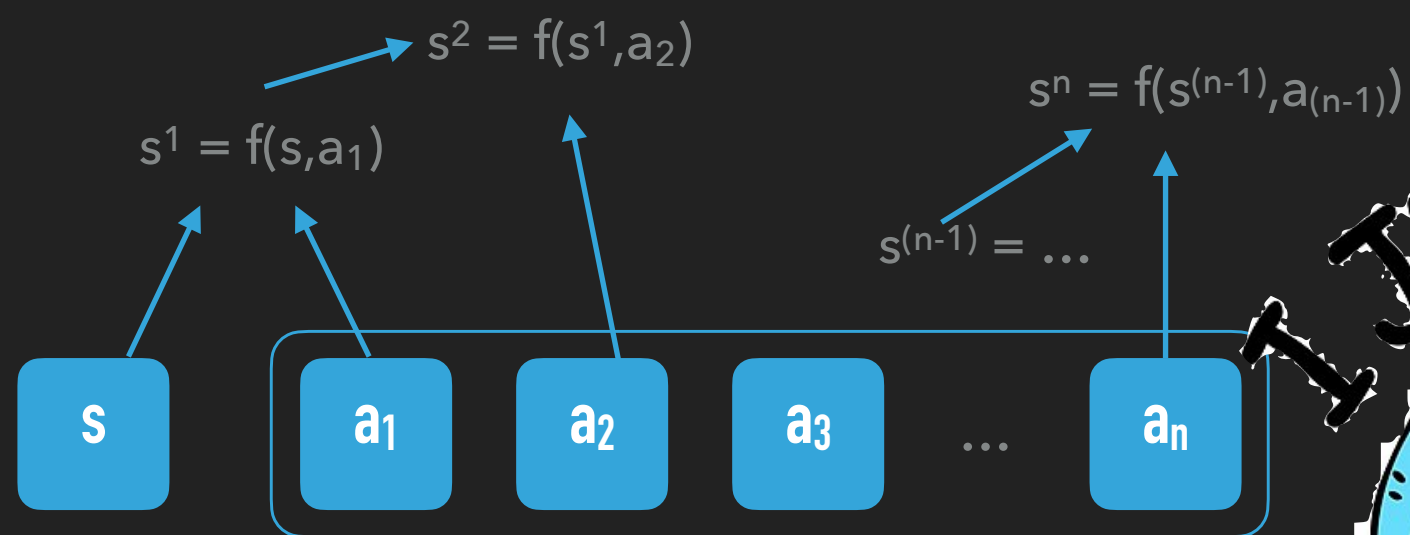 s² = f(s¹,a₂)
sⁿ = f(s⁽ⁿ⁻¹⁾,a₍ₙ₋₁₎)
s¹ = f(s,a₁)
s⁽ⁿ⁻¹⁾ = ...
s a₁ a₂ a₃ ... aₙ